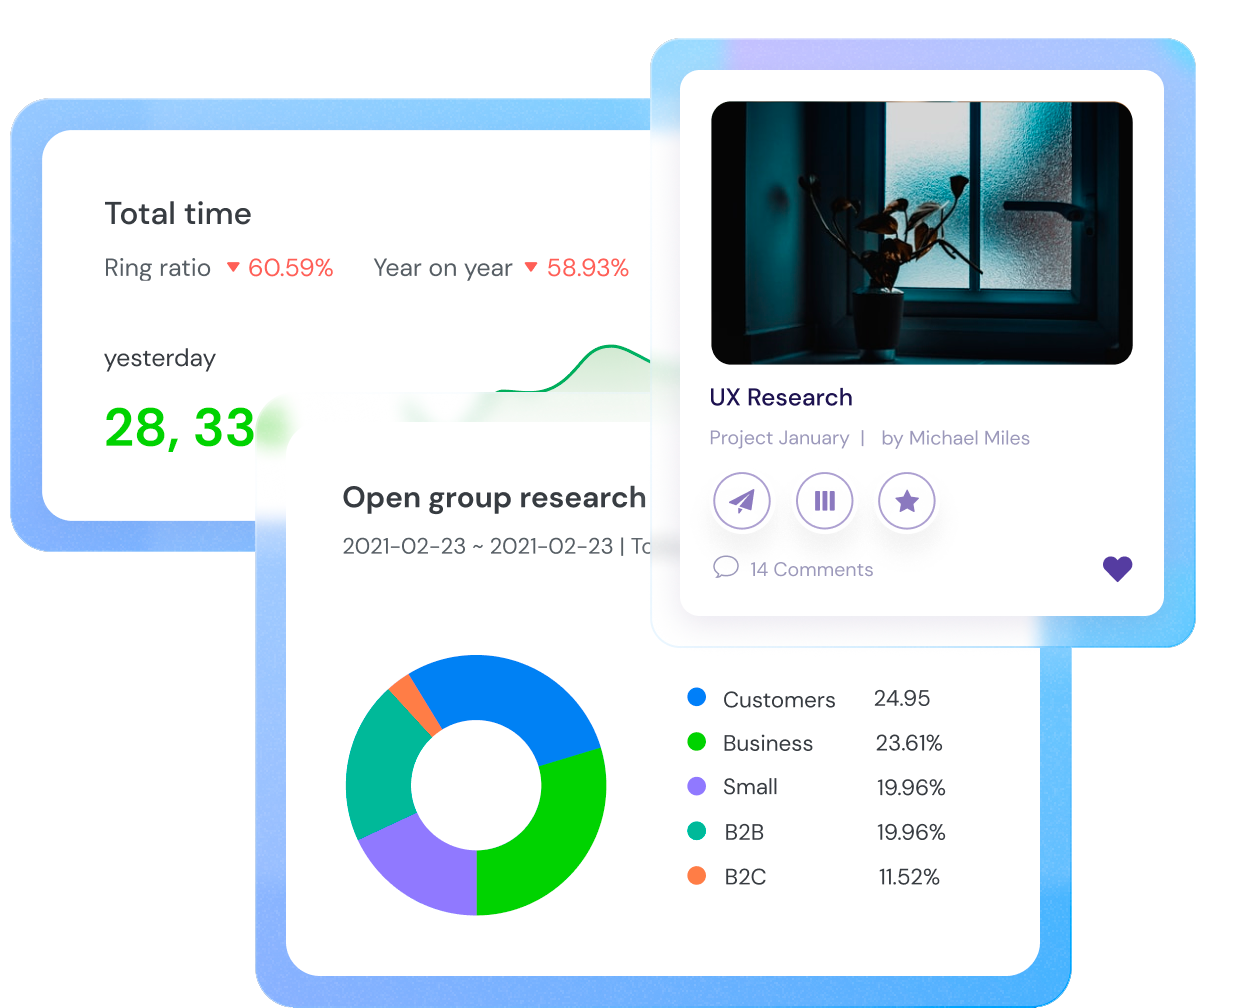 Total time
Ring ratio 60.59% Year on year 58.93%
yesterday
28, 33
UX Research
Project January | by Michael Miles
14 Comments
Open group research
2021-02-23 ~ 2021-02-23 |
Customers 24.95
Business 23.61%
Small 19.96%
B2B 19.96%
B2C 11.52%